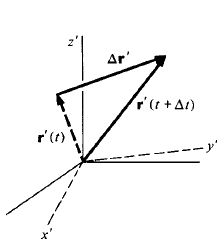 z'
Δr'
r'(t + Δt)
r'(t)
y'
x'